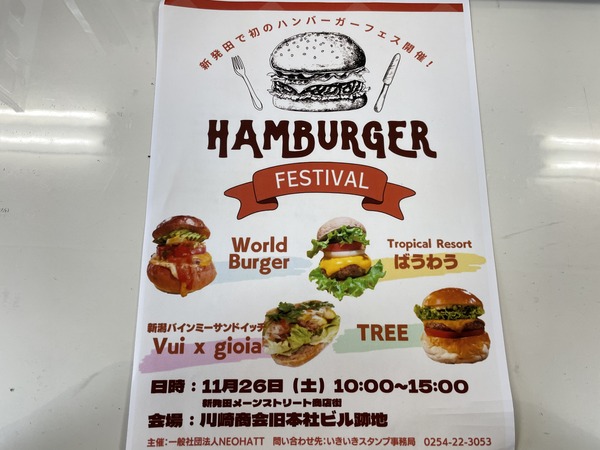 新発田で初のハンバーガーフェス開催！
HAMBURGER
FESTIVAL
World
Burger
Tropical Resort
ばうわう
新潟バインミーサンドイッチ
Vui x gioia
TREE
日時：11月26日（土）10:00～15:00
新発田メーンストリート商店街
会場：川崎商会旧本社ビル跡地
主催：一般社団法人NEOHATT 問い合わせ先：いきいきスタンプ事務局 0254-22-3053